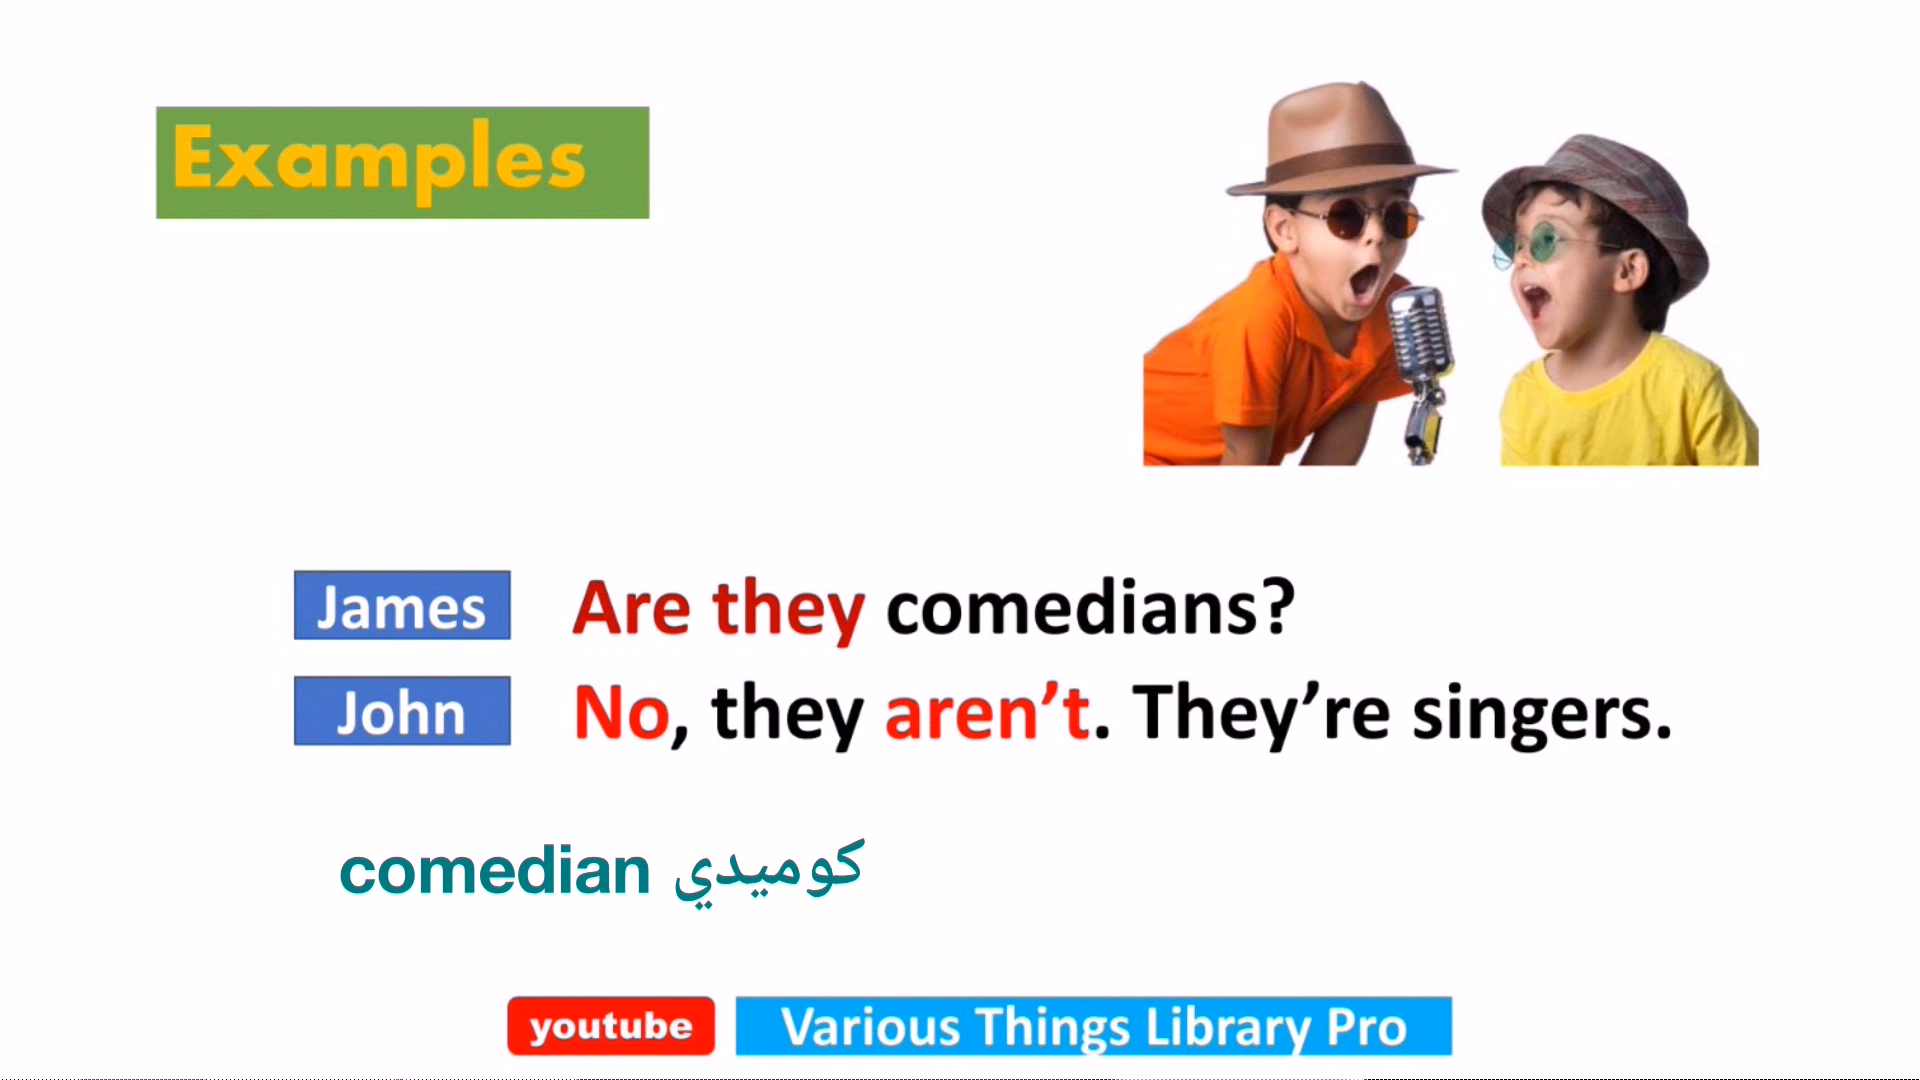 Examples
James Are they comedians?
John No, they aren’t. They’re singers.
comedian كوميدي
youtube Various Things Library Pro